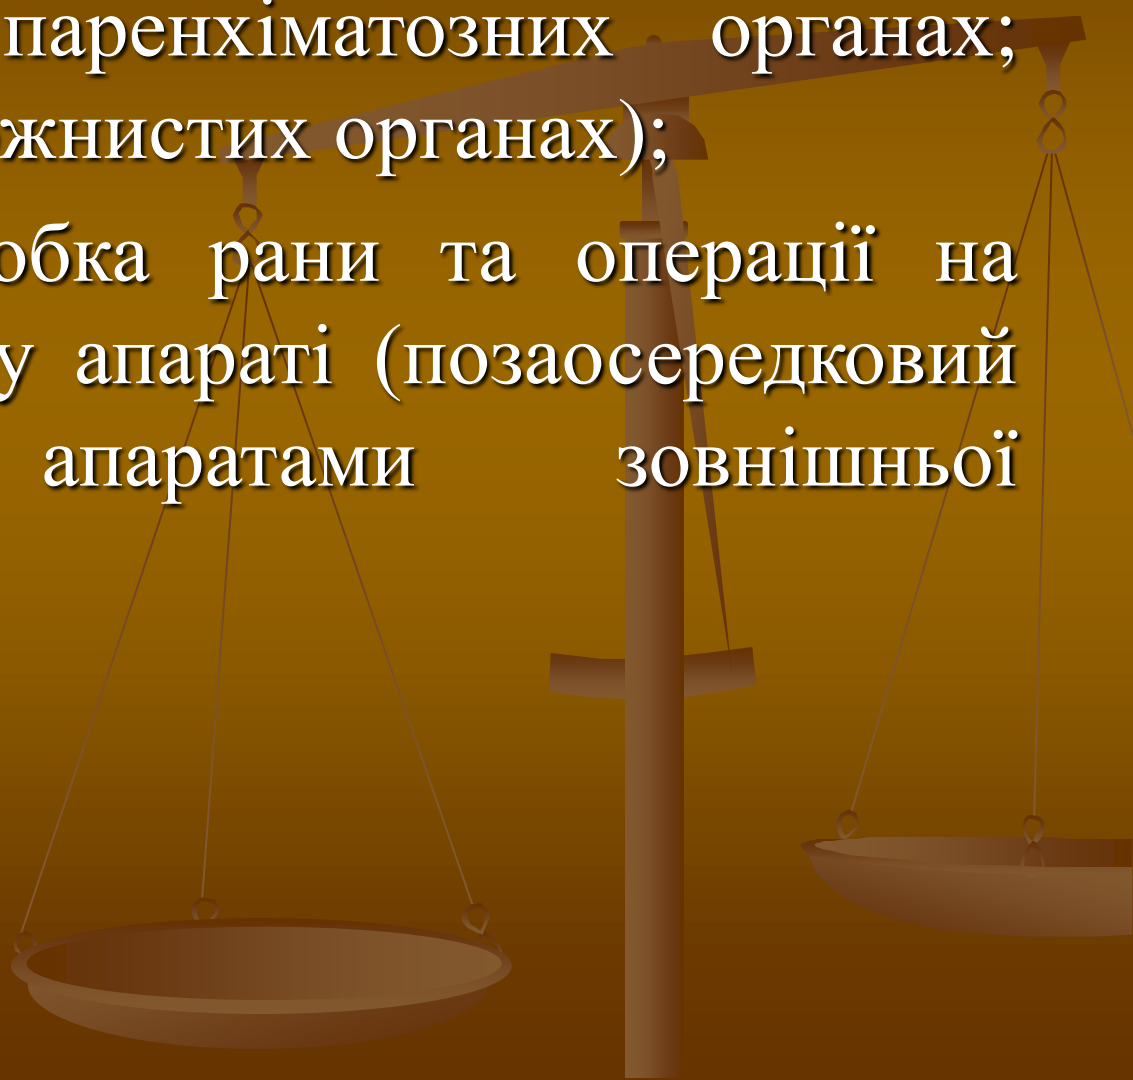 паренхіматозних органах;
жнистих органах);
обка рани та операції на
у апараті (позаосередковий
апаратами зовнішньої